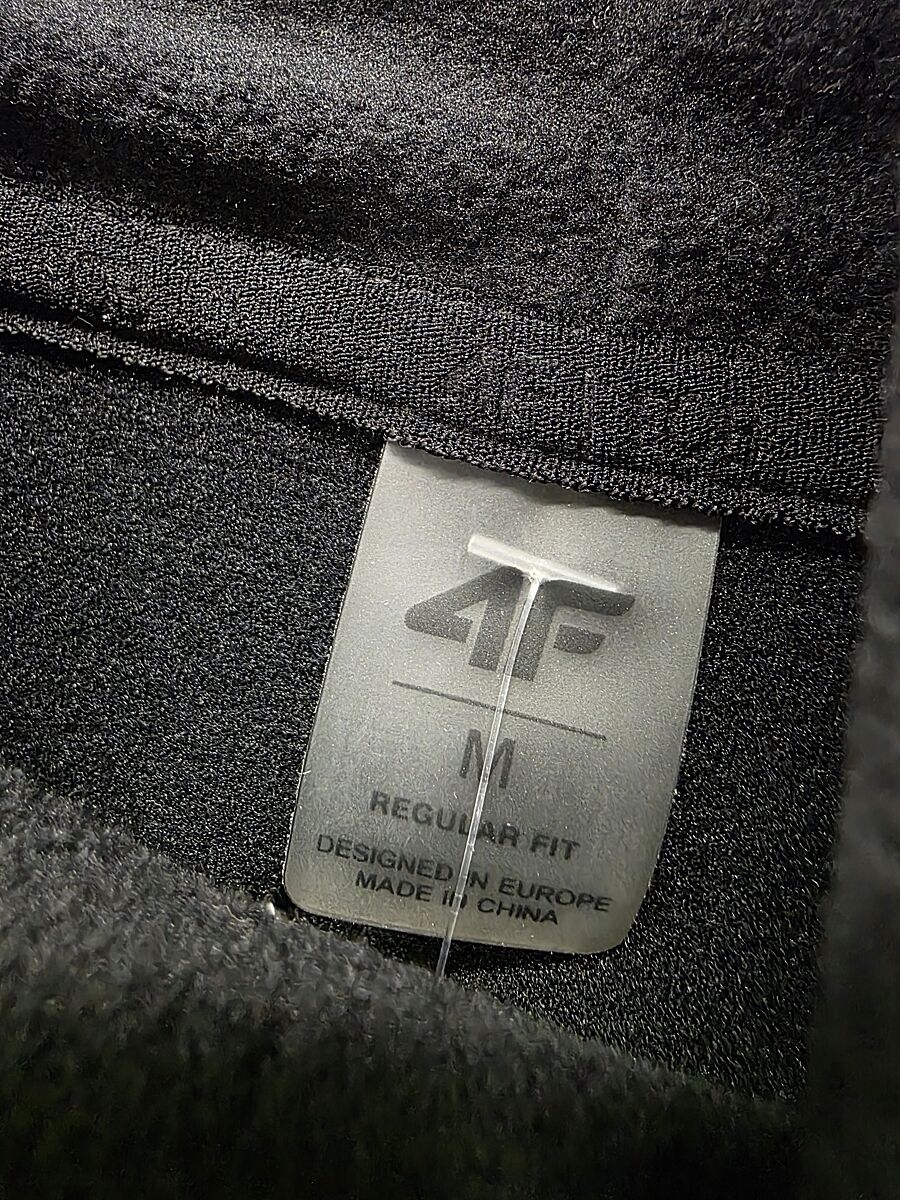 4F
M
REGULAR FIT
DESIGNED IN EUROPE
MADE IN CHINA